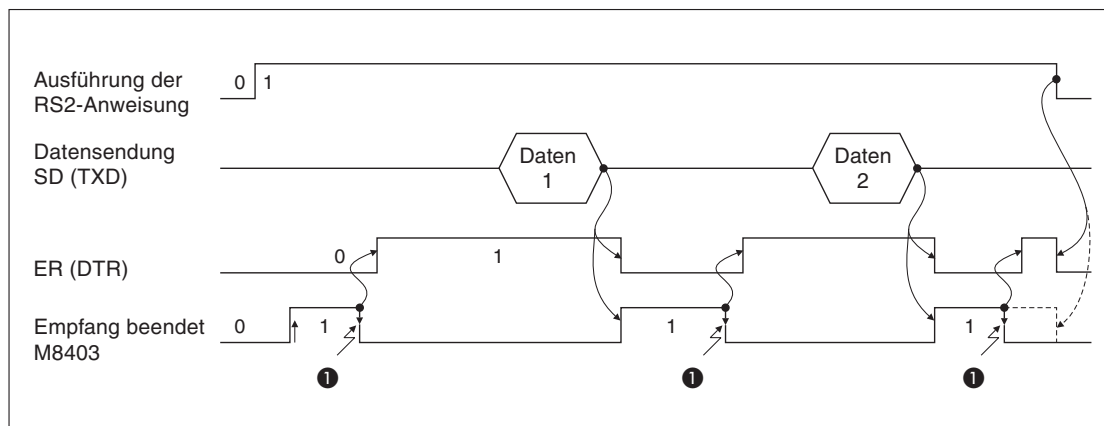 Ausführung der
RS2-Anweisung
0 1
Datensendung
SD (TXD)
Daten
1
Daten
2
ER (DTR)
0 1
Empfang beendet
M8403
0 1 1 1
❶ ❶ ❶